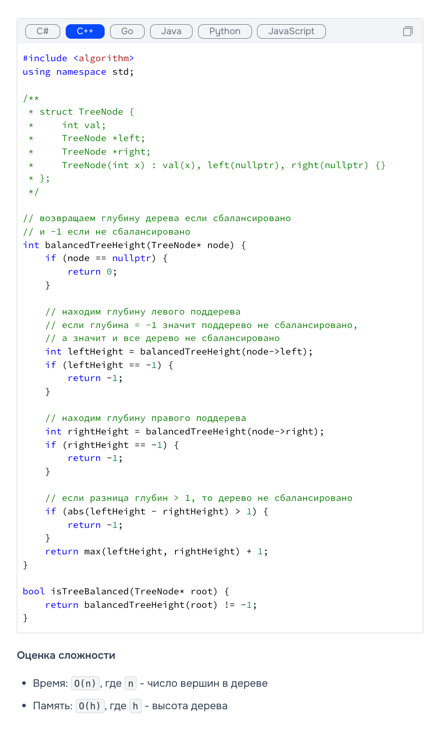 C# C++ Go Java Python JavaScript
#include <algorithm>
using namespace std;

/**
 * struct TreeNode {
 *     int val;
 *     TreeNode *left;
 *     TreeNode *right;
 *     TreeNode(int x) : val(x), left(nullptr), right(nullptr) {}
 * };
 */

// возвращаем глубину дерева если сбалансировано
// и -1 если не сбалансировано
int balancedTreeHeight(TreeNode* node) {
    if (node == nullptr) {
        return 0;
    }

    // находим глубину левого поддерева
    // если глубина = -1 значит поддерево не сбалансировано,
    // а значит и все дерево не сбалансировано
    int leftHeight = balancedTreeHeight(node->left);
    if (leftHeight == -1) {
        return -1;
    }

    // находим глубину правого поддерева
    int rightHeight = balancedTreeHeight(node->right);
    if (rightHeight == -1) {
        return -1;
    }

    // если разница глубин > 1, то дерево не сбалансировано
    if (abs(leftHeight - rightHeight) > 1) {
        return -1;
    }
    return max(leftHeight, rightHeight) + 1;
}

bool isTreeBalanced(TreeNode* root) {
    return balancedTreeHeight(root) != -1;
}
Оценка сложности
• Время: O(n), где n - число вершин в дереве
• Память: O(h), где h - высота дерева